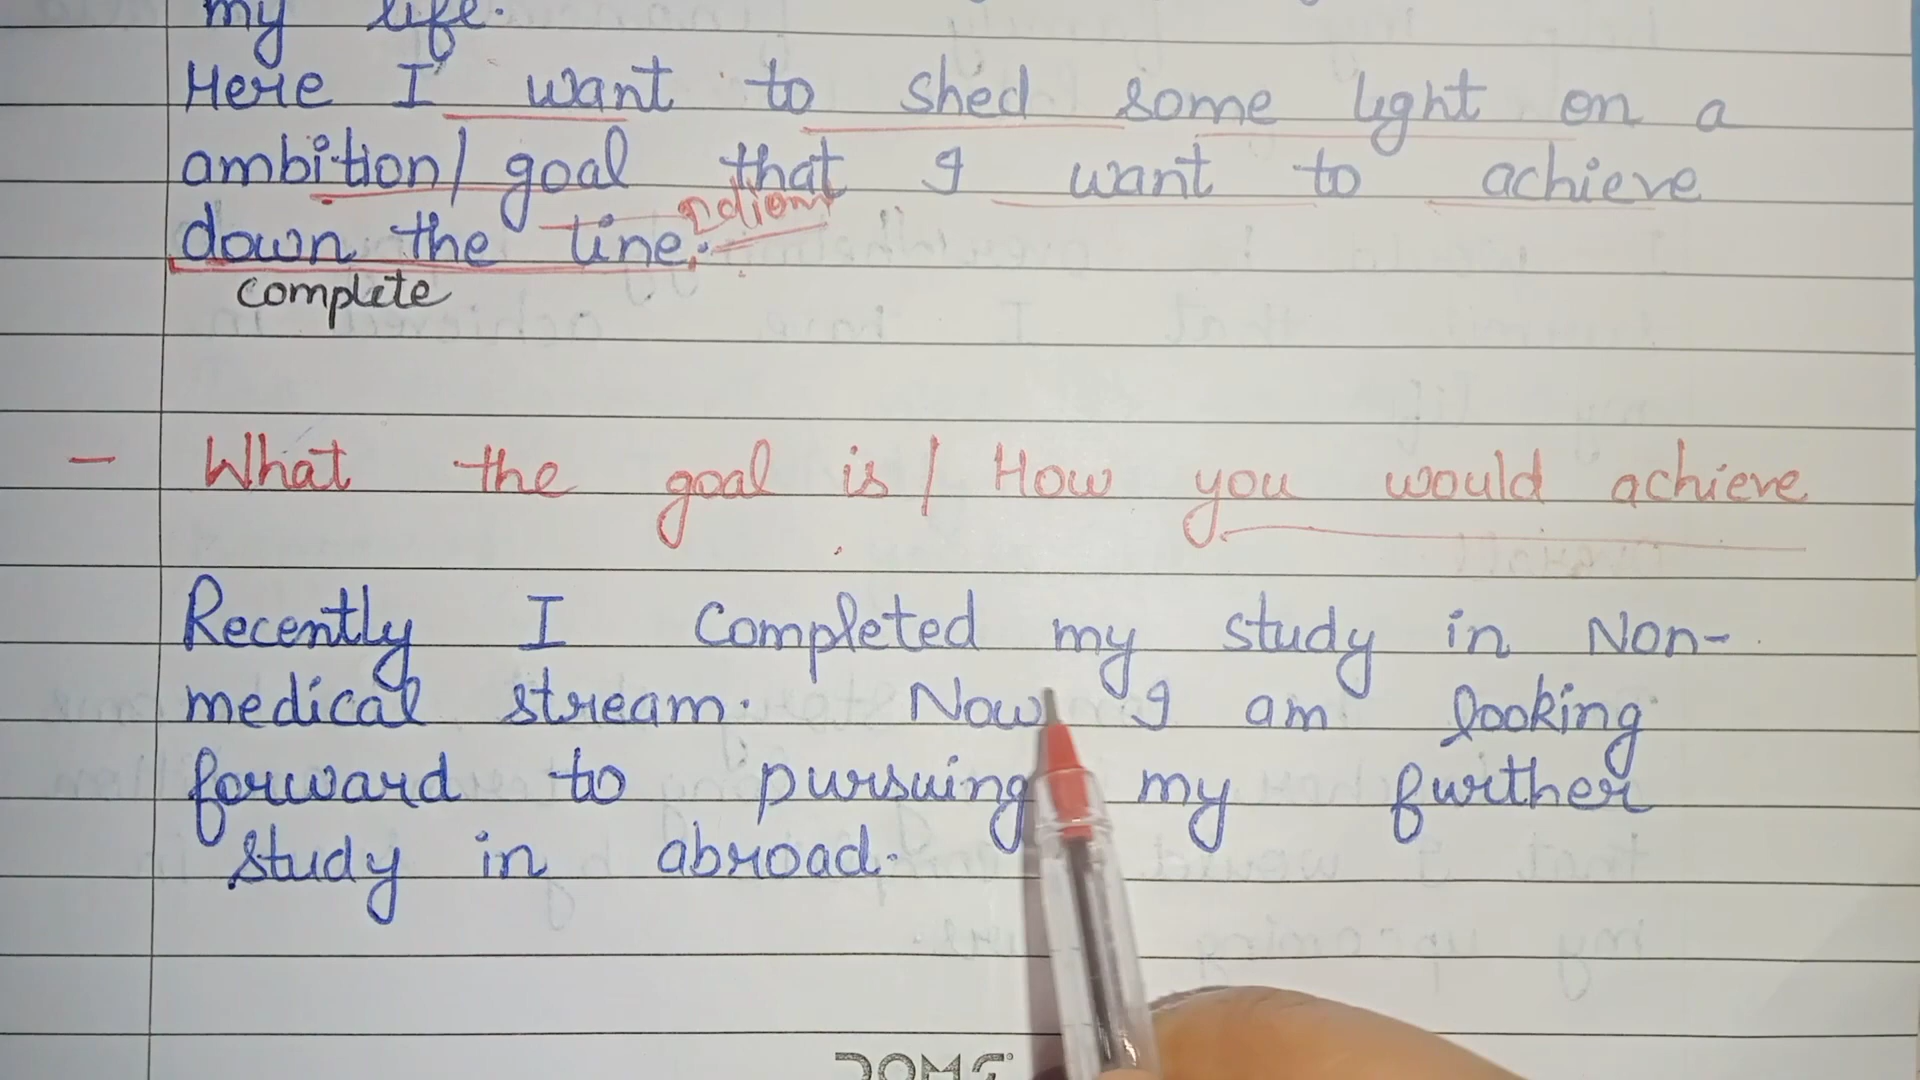 my life.
Here I want to shed some light on a
ambition/ goal that I want to achieve
down the line. Idiom
complete
- What the goal is / How you would achieve
Recently I completed my study in Non-
medical stream. Now I am looking
forward to pursuing my further
study in abroad.
DOMS